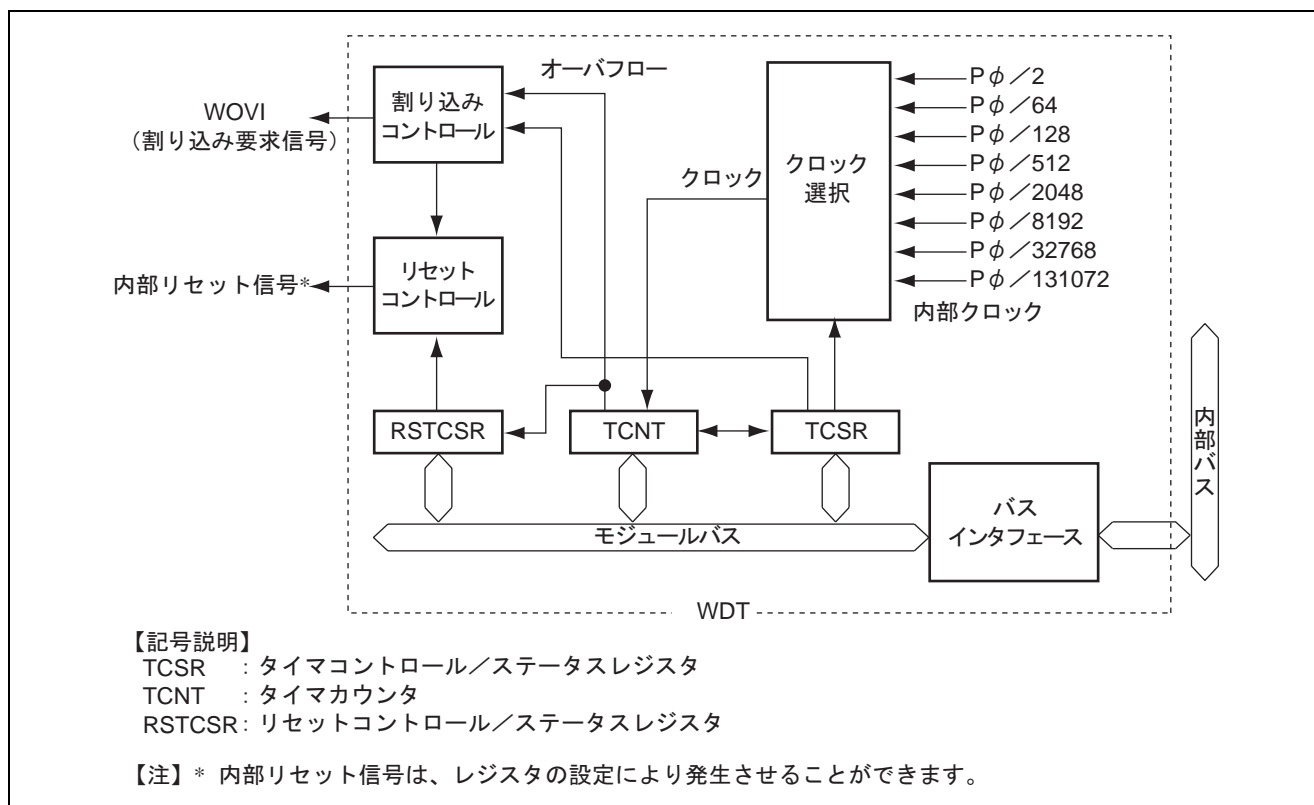 オーバフロー
割り込み
コントロール
WOVI
(割り込み要求信号)
リセット
コントロール
内部リセット信号*
クロック
クロック
選択
Pφ／2
Pφ／64
Pφ／128
Pφ／512
Pφ／2048
Pφ／8192
Pφ／32768
Pφ／131072
内部クロック
RSTCSR
TCNT
TCSR
モジュールバス
バス
インタフェース
内部バス
WDT
【記号説明】
TCSR : タイマコントロール／ステータスレジスタ
TCNT : タイマカウンタ
RSTCSR : リセットコントロール／ステータスレジスタ
【注】* 内部リセット信号は、レジスタの設定により発生させることができます。